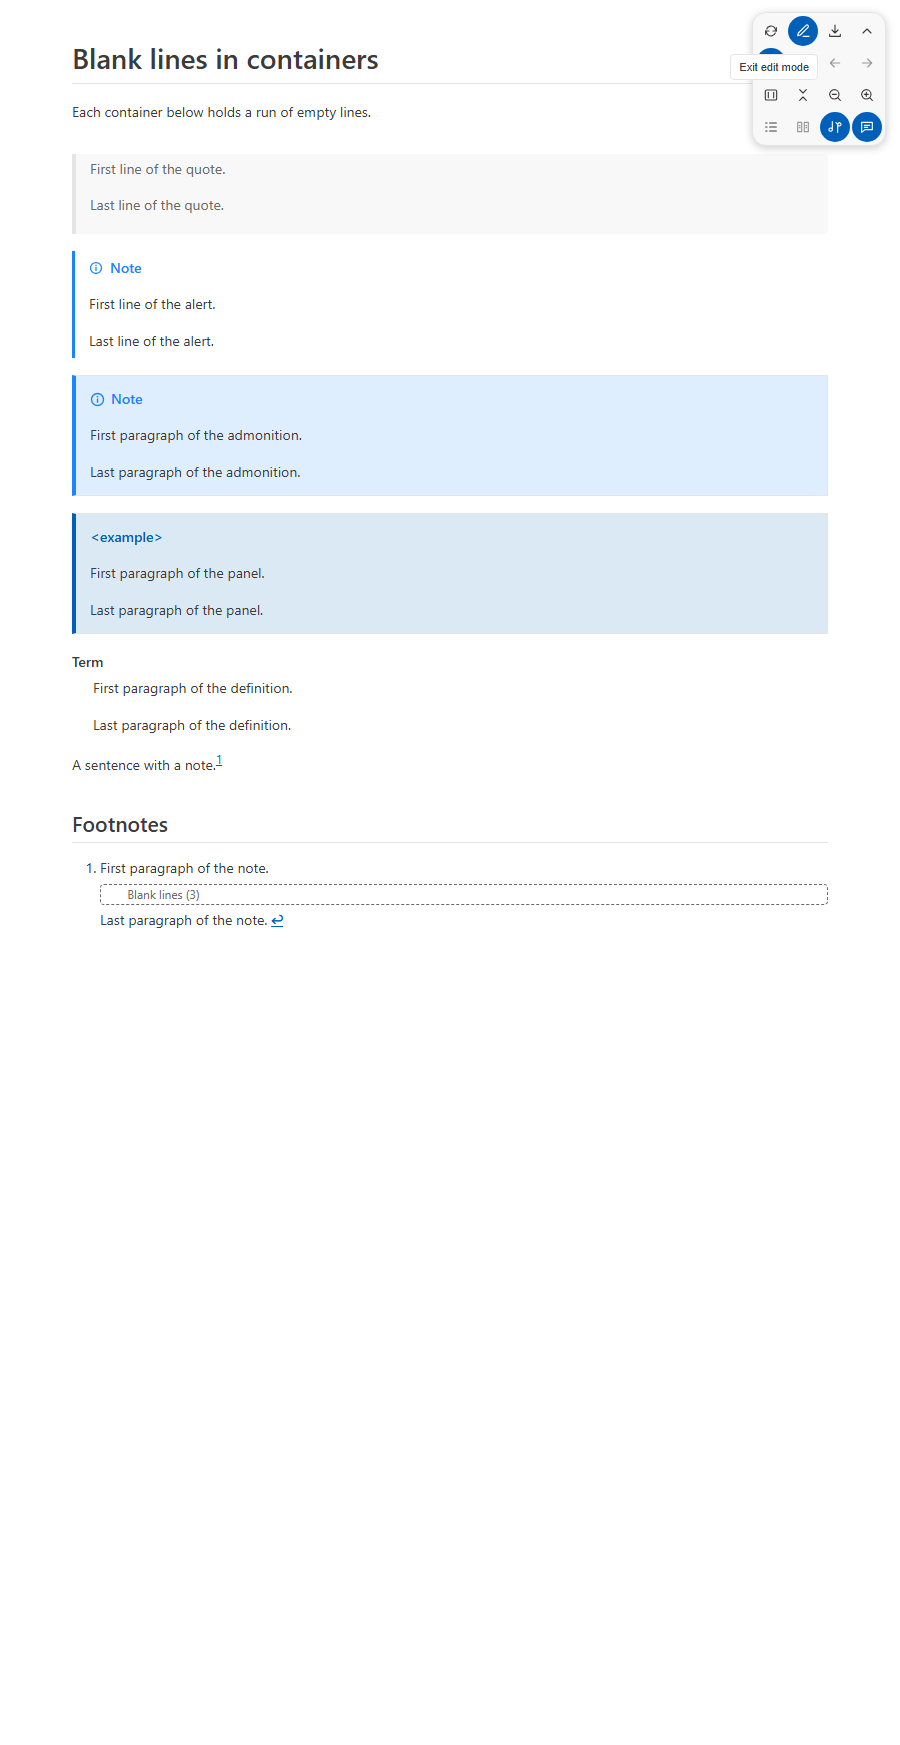 Blank lines in containers
Exit edit mode
Each container below holds a run of empty lines.
First line of the quote.
Last line of the quote.
Note
First line of the alert.
Last line of the alert.
Note
First paragraph of the admonition.
Last paragraph of the admonition.
<example>
First paragraph of the panel.
Last paragraph of the panel.
Term
First paragraph of the definition.
Last paragraph of the definition.
A sentence with a note.1
Footnotes
1. First paragraph of the note.
Blank lines (3)
Last paragraph of the note. ↩